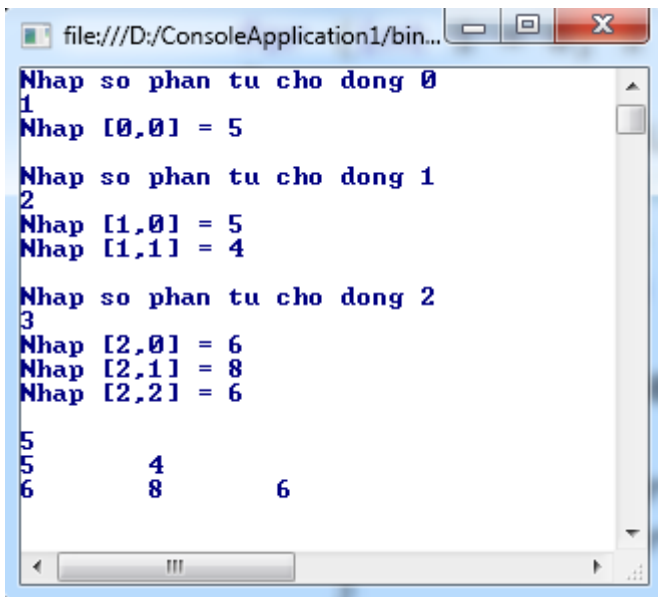 file:///D:/ConsoleApplication1/bin...
Nhap so phan tu cho dong 0
1
Nhap [0,0] = 5
Nhap so phan tu cho dong 1
2
Nhap [1,0] = 5
Nhap [1,1] = 4
Nhap so phan tu cho dong 2
3
Nhap [2,0] = 6
Nhap [2,1] = 8
Nhap [2,2] = 6
5
5 4
6 8 6